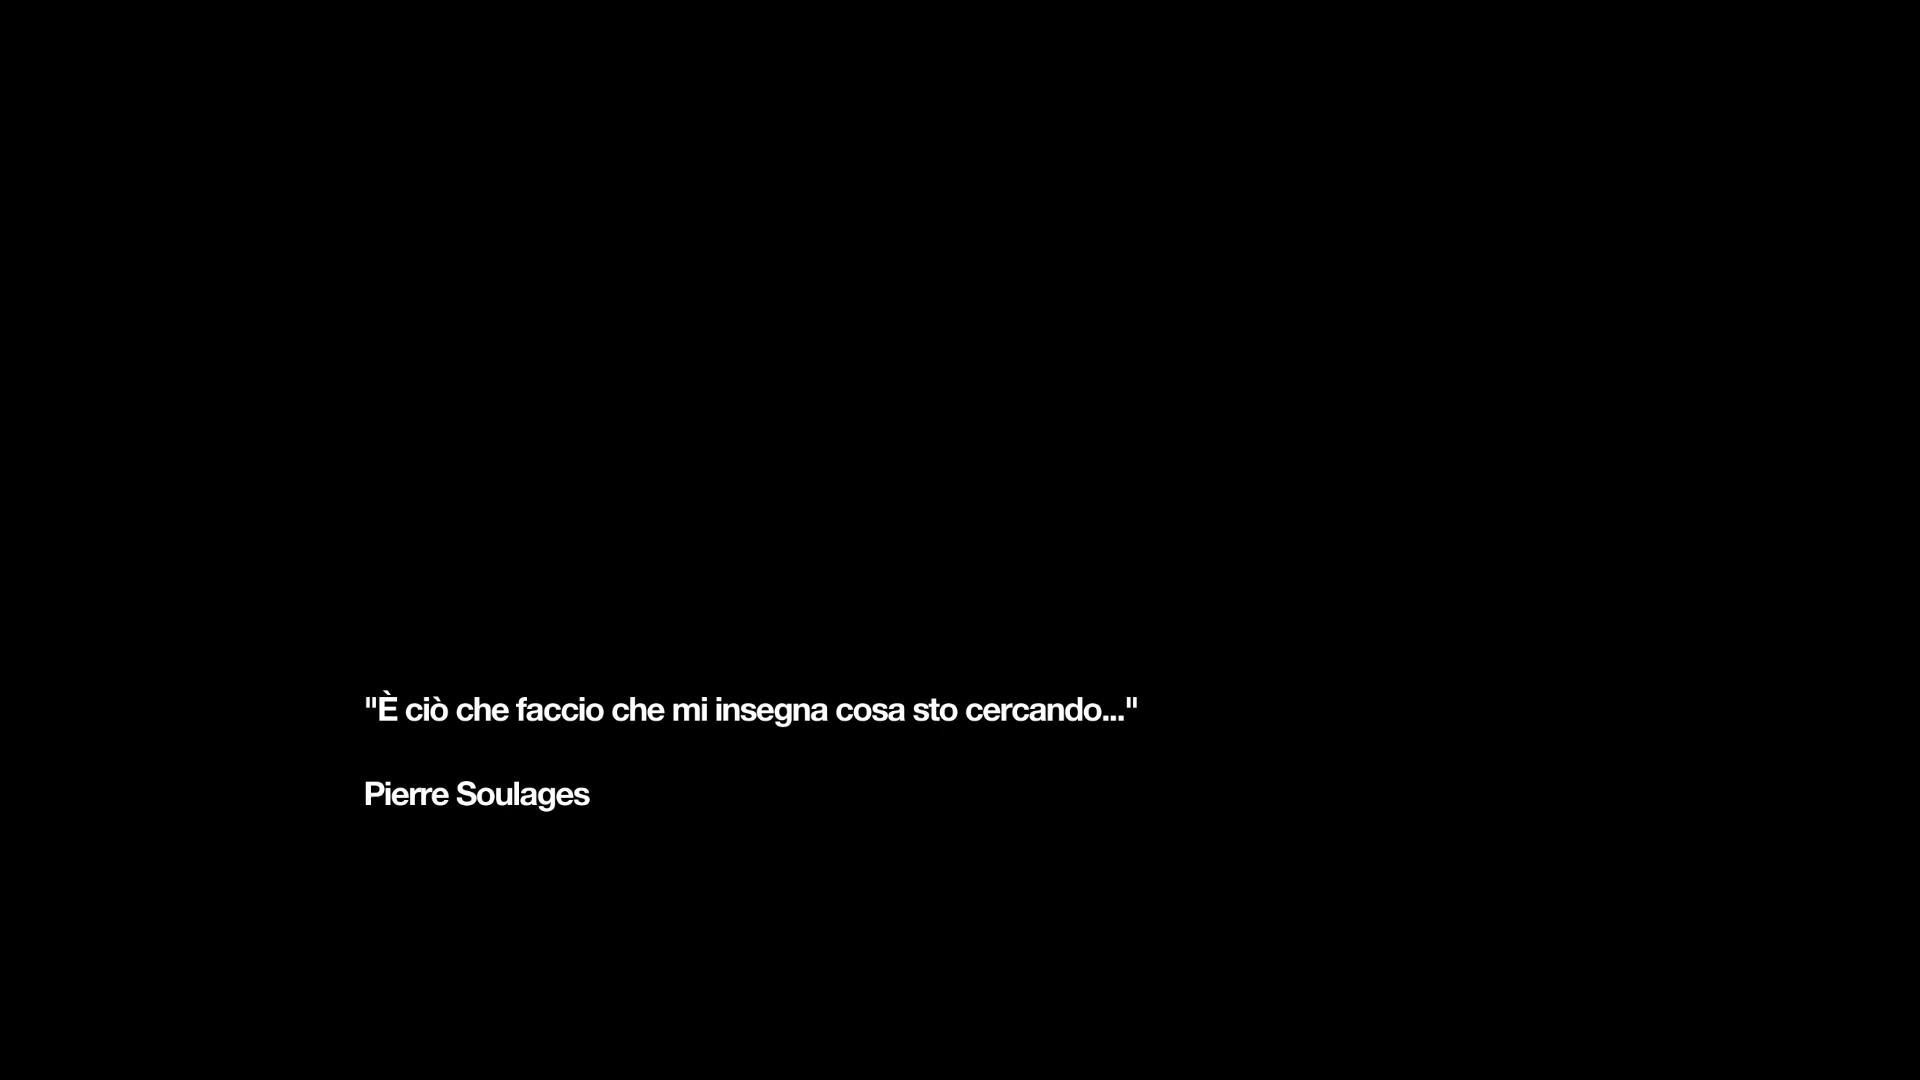 "È ciò che faccio che mi insegna cosa sto cercando..."
Pierre Soulages